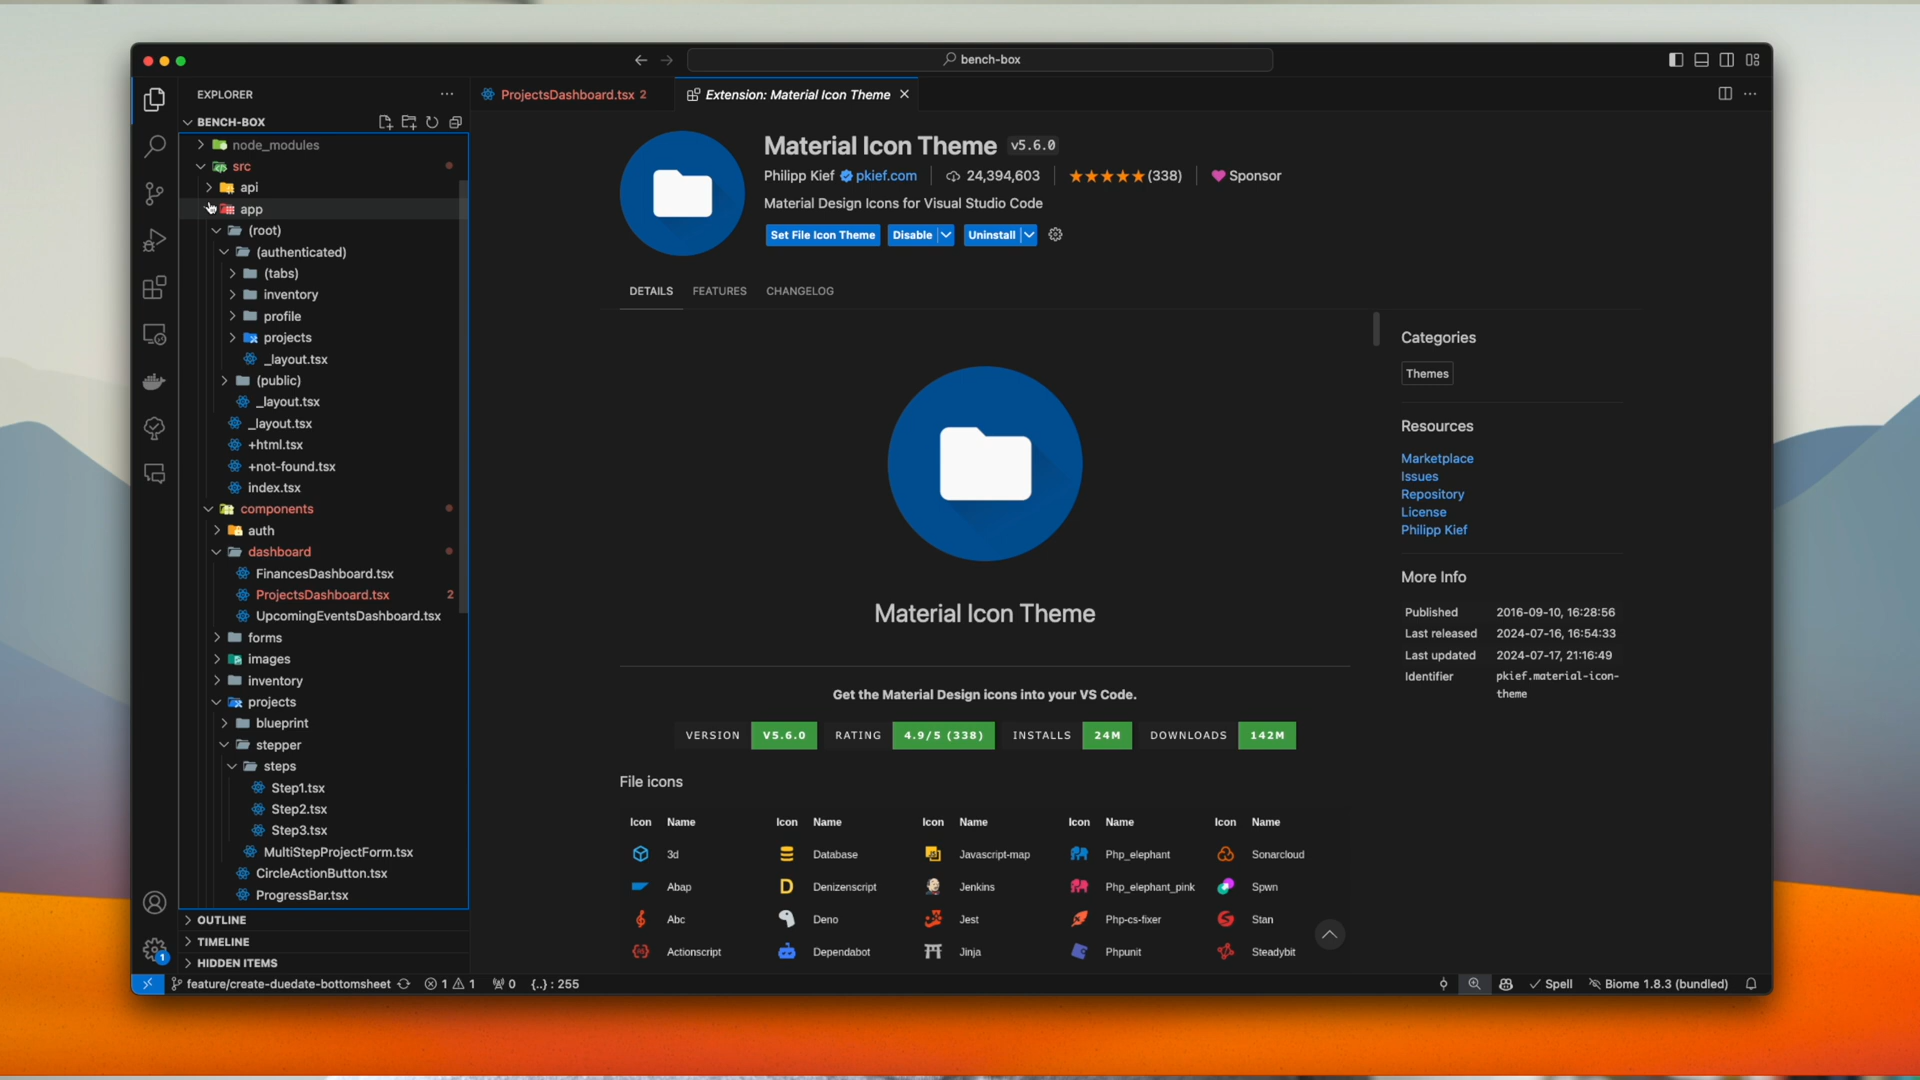 bench-box
EXPLORER
ProjectsDashboard.tsx 2
Extension: Material Icon Theme
BENCH-BOX
node_modules
src
api
app
(root)
(authenticated)
(tabs)
inventory
profile
projects
_layout.tsx
(public)
_layout.tsx
_layout.tsx
+html.tsx
+not-found.tsx
index.tsx
components
auth
dashboard
FinancesDashboard.tsx
ProjectsDashboard.tsx 2
UpcomingEventsDashboard.tsx
forms
images
inventory
projects
blueprint
stepper
steps
Step1.tsx
Step2.tsx
Step3.tsx
MultiStepProjectForm.tsx
CircleActionButton.tsx
ProgressBar.tsx
OUTLINE
TIMELINE
HIDDEN ITEMS
1
Material Icon Theme v5.6.0
Philipp Kief pkief.com 24,394,603 (338) Sponsor
Material Design Icons for Visual Studio Code
Set File Icon Theme Disable Uninstall
DETAILS FEATURES CHANGELOG
Material Icon Theme
Get the Material Design icons into your VS Code.
VERSION V5.6.0 RATING 4.9/5 (338) INSTALLS 24M DOWNLOADS 142M
File icons
Icon Name Icon Name Icon Name Icon Name Icon Name
3d Database Javascript-map Php_elephant Sonarcloud
Abap Denizenscript Jenkins Php_elephant_pink Spwn
Abc Deno Jest Php-cs-fixer Stan
Actionscript Dependabot Jinja Phpunit Steadybit
Categories
Themes
Resources
Marketplace
Issues
Repository
License
Philipp Kief
More Info
Published 2016-09-10, 16:28:56
Last released 2024-07-16, 16:54:33
Last updated 2024-07-17, 21:16:49
Identifier pkief.material-icon-
theme
feature/create-duedate-bottomsheet 1 1 0 {..} : 255 Spell Biome 1.8.3 (bundled)